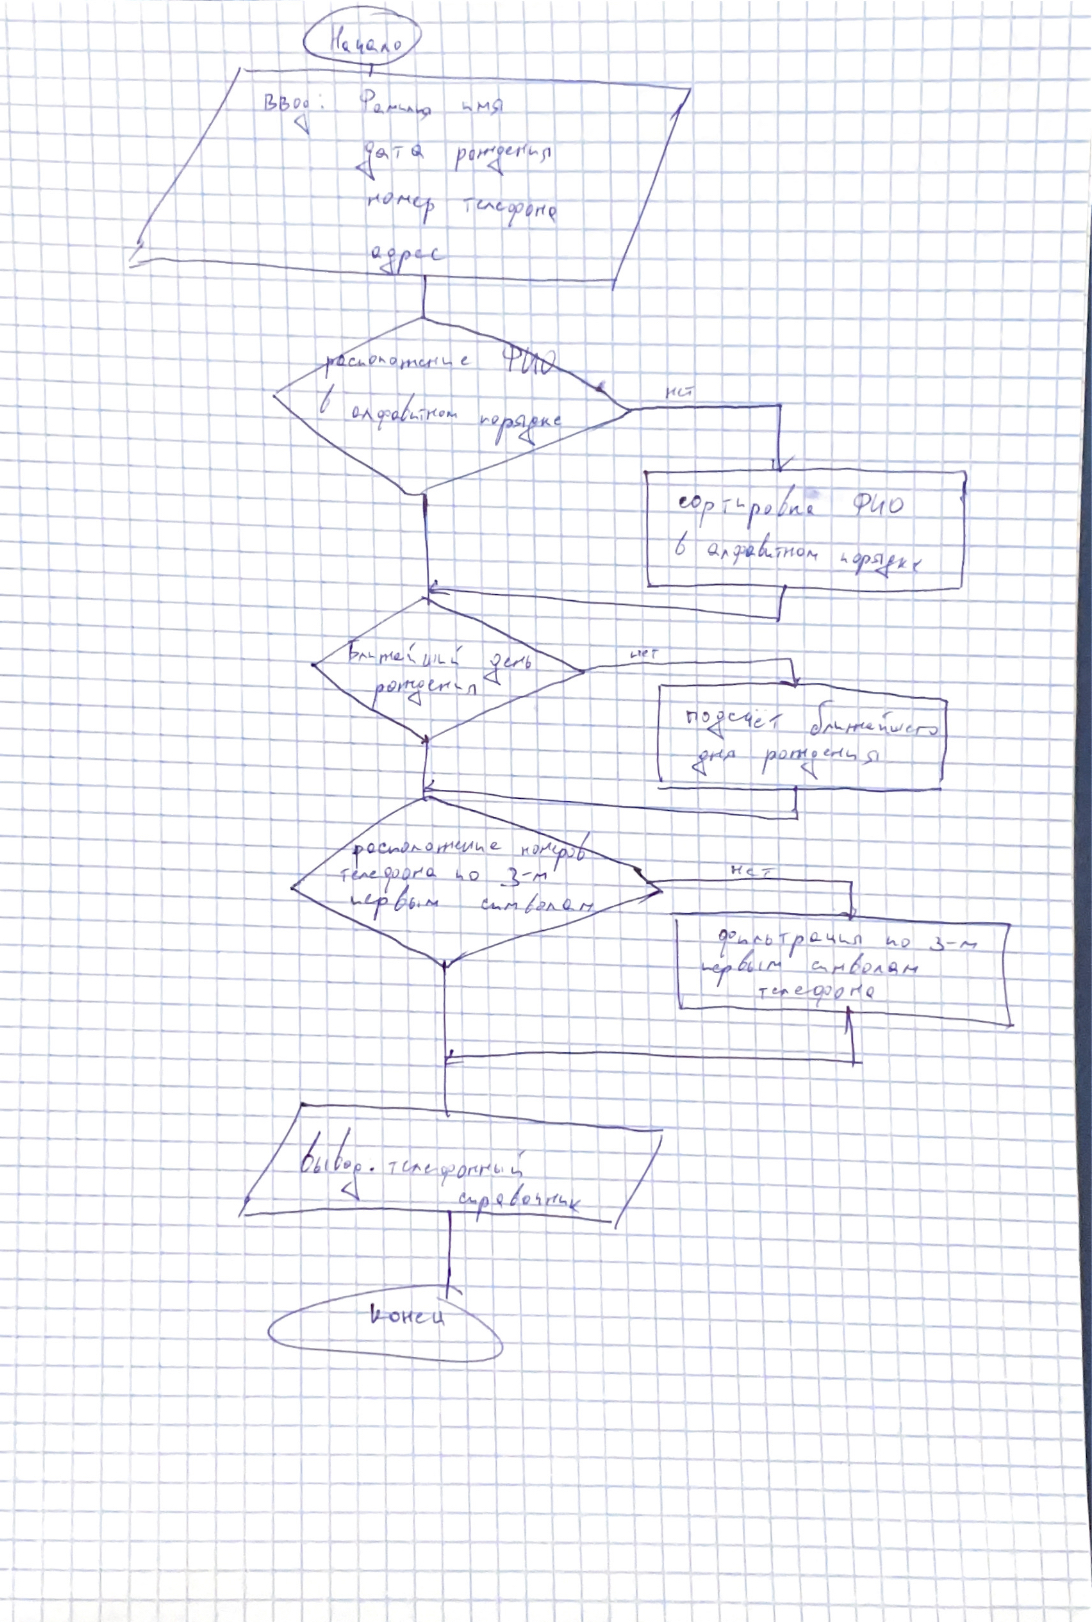 Начало
Ввод: Фамилия имя
дата рождения
номер телефона
адрес
расположение ФИО
в алфавитном порядке
нет
сортировка ФИО
в алфавитном порядке
Ближайший день
рождения
нет
подсчёт ближайшего
дня рождения
расположение номеров
телефона по 3-м
первым символам
нет
фильтрация по 3-м
первым символам
телефона
Вывод. телефонный
справочник
Конец